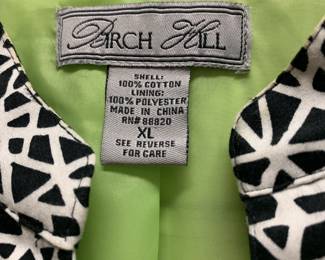 BIRCH HILL
SHELL:
100% COTTON
LINING:
100% POLYESTER
MADE IN CHINA
RN# 88820
XL
SEE REVERSE
FOR CARE